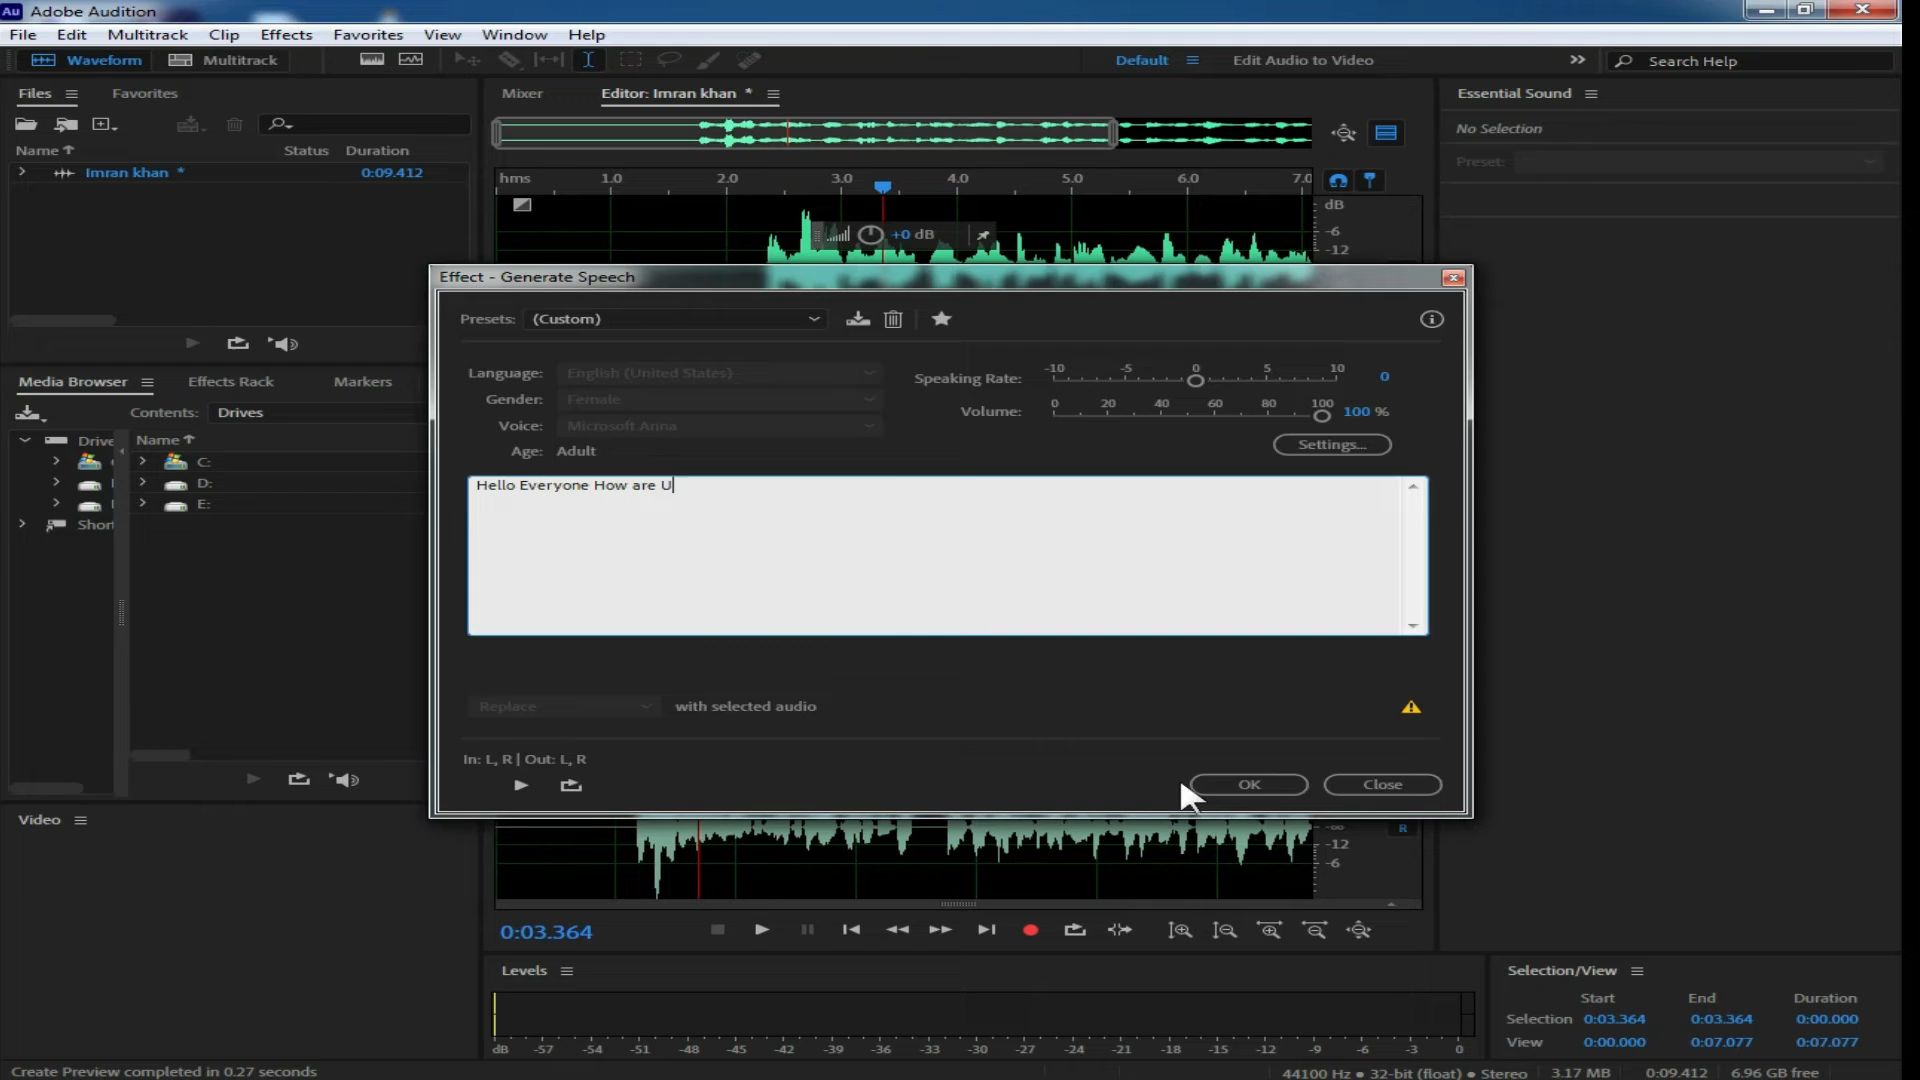 Au Adobe Audition
File Edit Multitrack Clip Effects Favorites View Window Help
Waveform Multitrack Default Edit Audio to Video Search Help
Files Favorites Mixer Editor: Imran khan * Essential Sound
No Selection
Name Status Duration
Preset:
Imran khan * 0:09.412
hms 1.0 2.0 3.0 4.0 5.0 6.0 7.0
dB
+0 dB -6
-12
Effect - Generate Speech
Presets: (Custom)
Language: English (United States) Speaking Rate: -10 -5 0 5 10 0
Gender: Female
Voice: Microsoft Anna Volume: 0 20 40 60 80 100 100 %
Age: Adult Settings...
Hello Everyone How are U
Replace with selected audio
In: L, R | Out: L, R
OK Close
Media Browser Effects Rack Markers
Contents: Drives
Drive Name
C:
D:
E:
Short
Video
R
-12
-6
0:03.364
Levels
dB -57 -54 -51 -48 -45 -42 -39 -36 -33 -30 -27 -24 -21 -18 -15 -12 -9 -6 -3 0
Selection/View
Start End Duration
Selection 0:03.364 0:03.364 0:00.000
View 0:00.000 0:07.077 0:07.077
Create Preview completed in 0.27 seconds 44100 Hz ● 32-bit (float) ● Stereo 3.17 MB 0:09.412 6.96 GB free